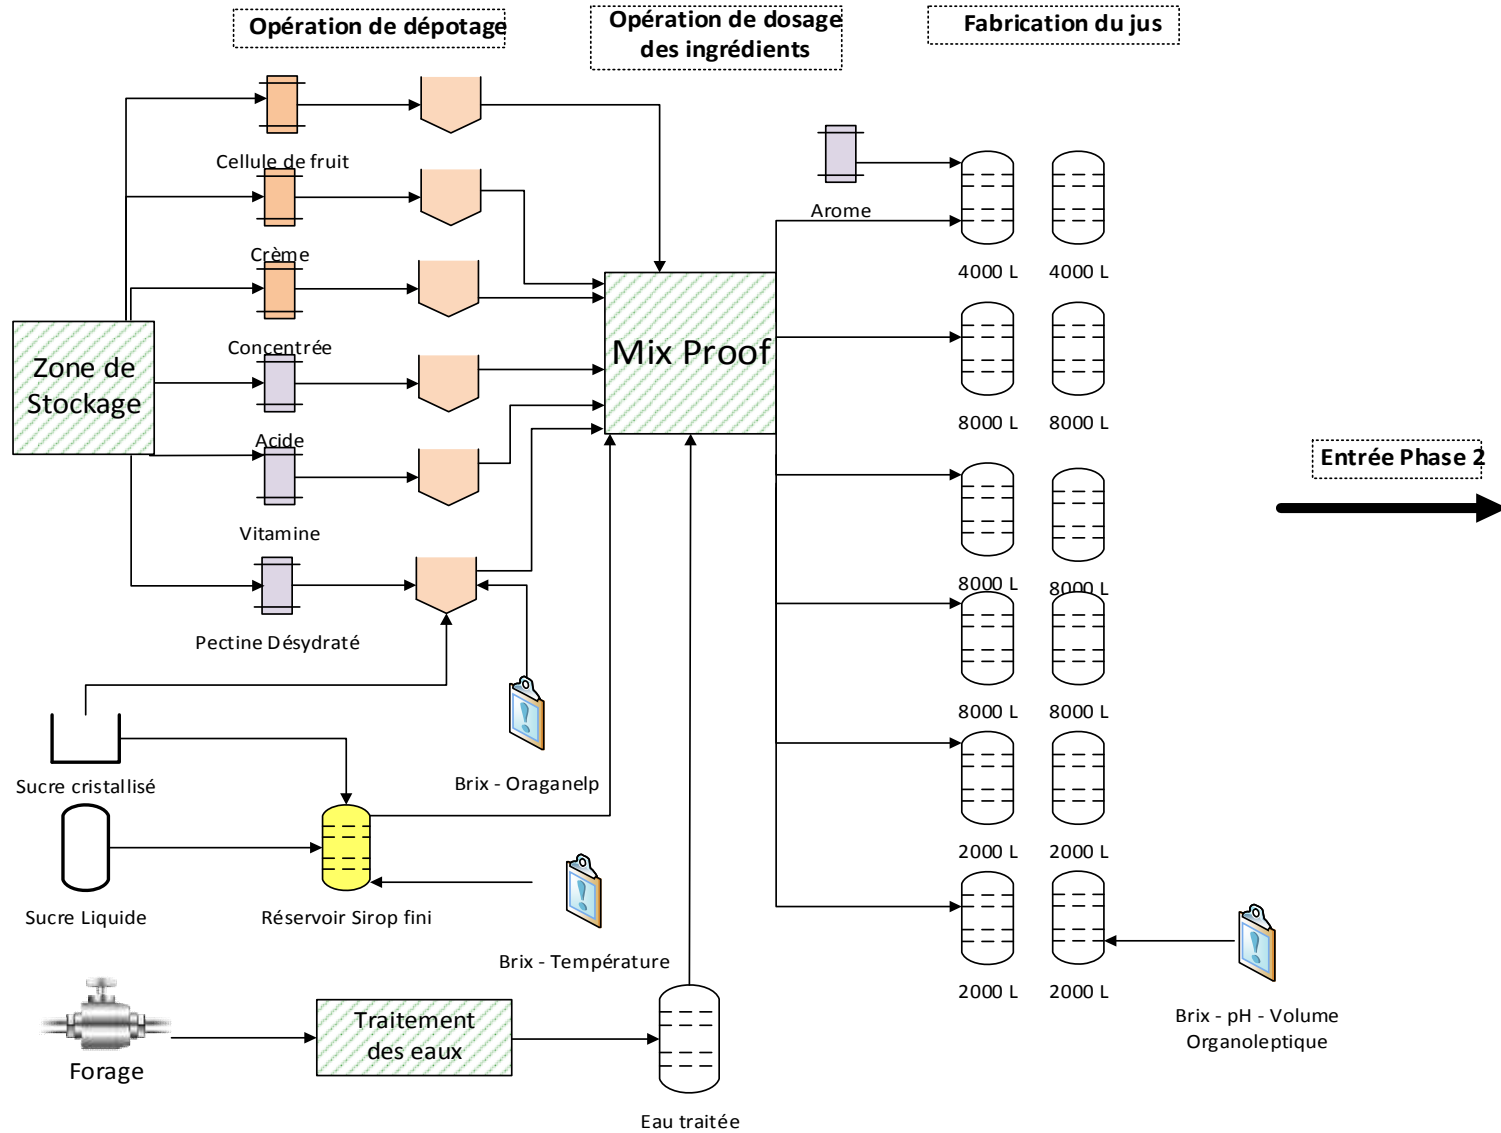 Opération de dépotage
Opération de dosage
des ingrédients
Fabrication du jus
Cellule de fruit
Crème
Concentrée
Acide
Vitamine
Pectine Désydraté
Zone de
Stockage
Mix Proof
Arome
4000 L
4000 L
8000 L
8000 L
8000 L
8000 L
8000 L
8000 L
2000 L
2000 L
2000 L
2000 L
Entrée Phase 2
Sucre cristallisé
Brix - Oraganelp
Sucre Liquide
Réservoir Sirop fini
Brix - Température
Forage
Traitement
des eaux
Eau traitée
Brix - pH - Volume
Organoleptique